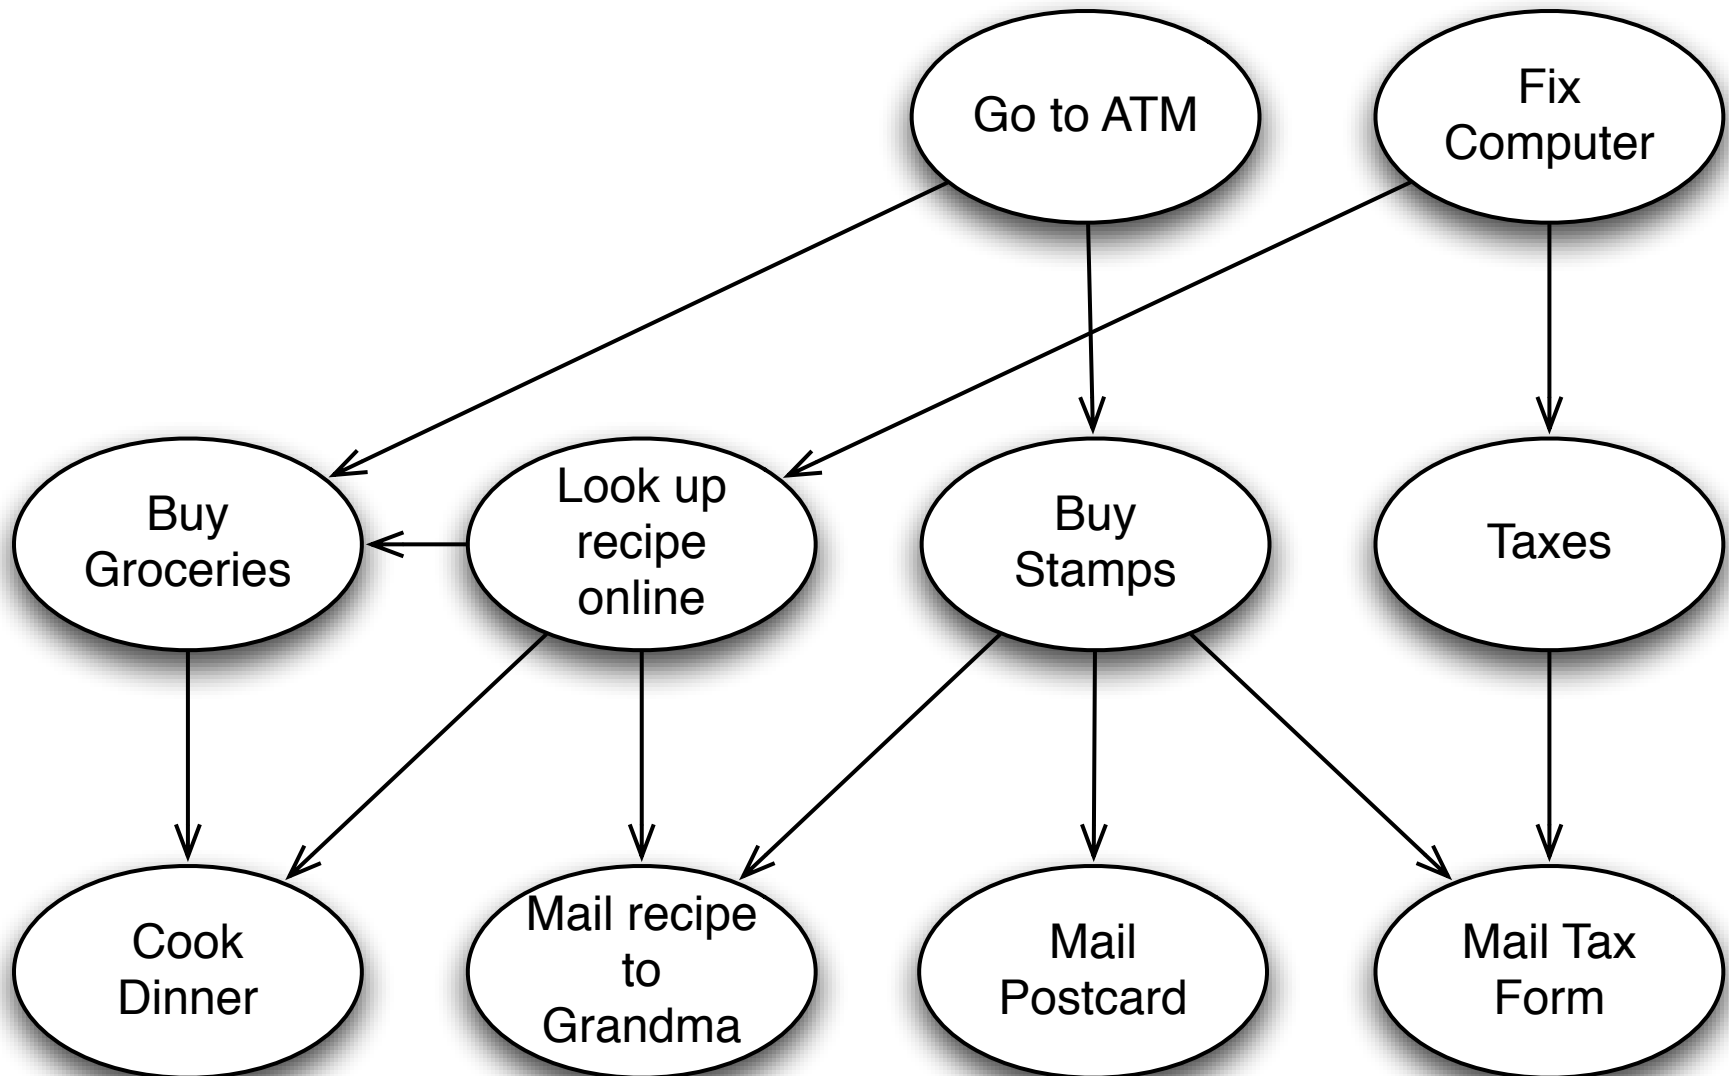 Go to ATM
Fix
Computer
Buy
Groceries
Look up
recipe
online
Buy
Stamps
Taxes
Cook
Dinner
Mail recipe
to
Grandma
Mail
Postcard
Mail Tax
Form